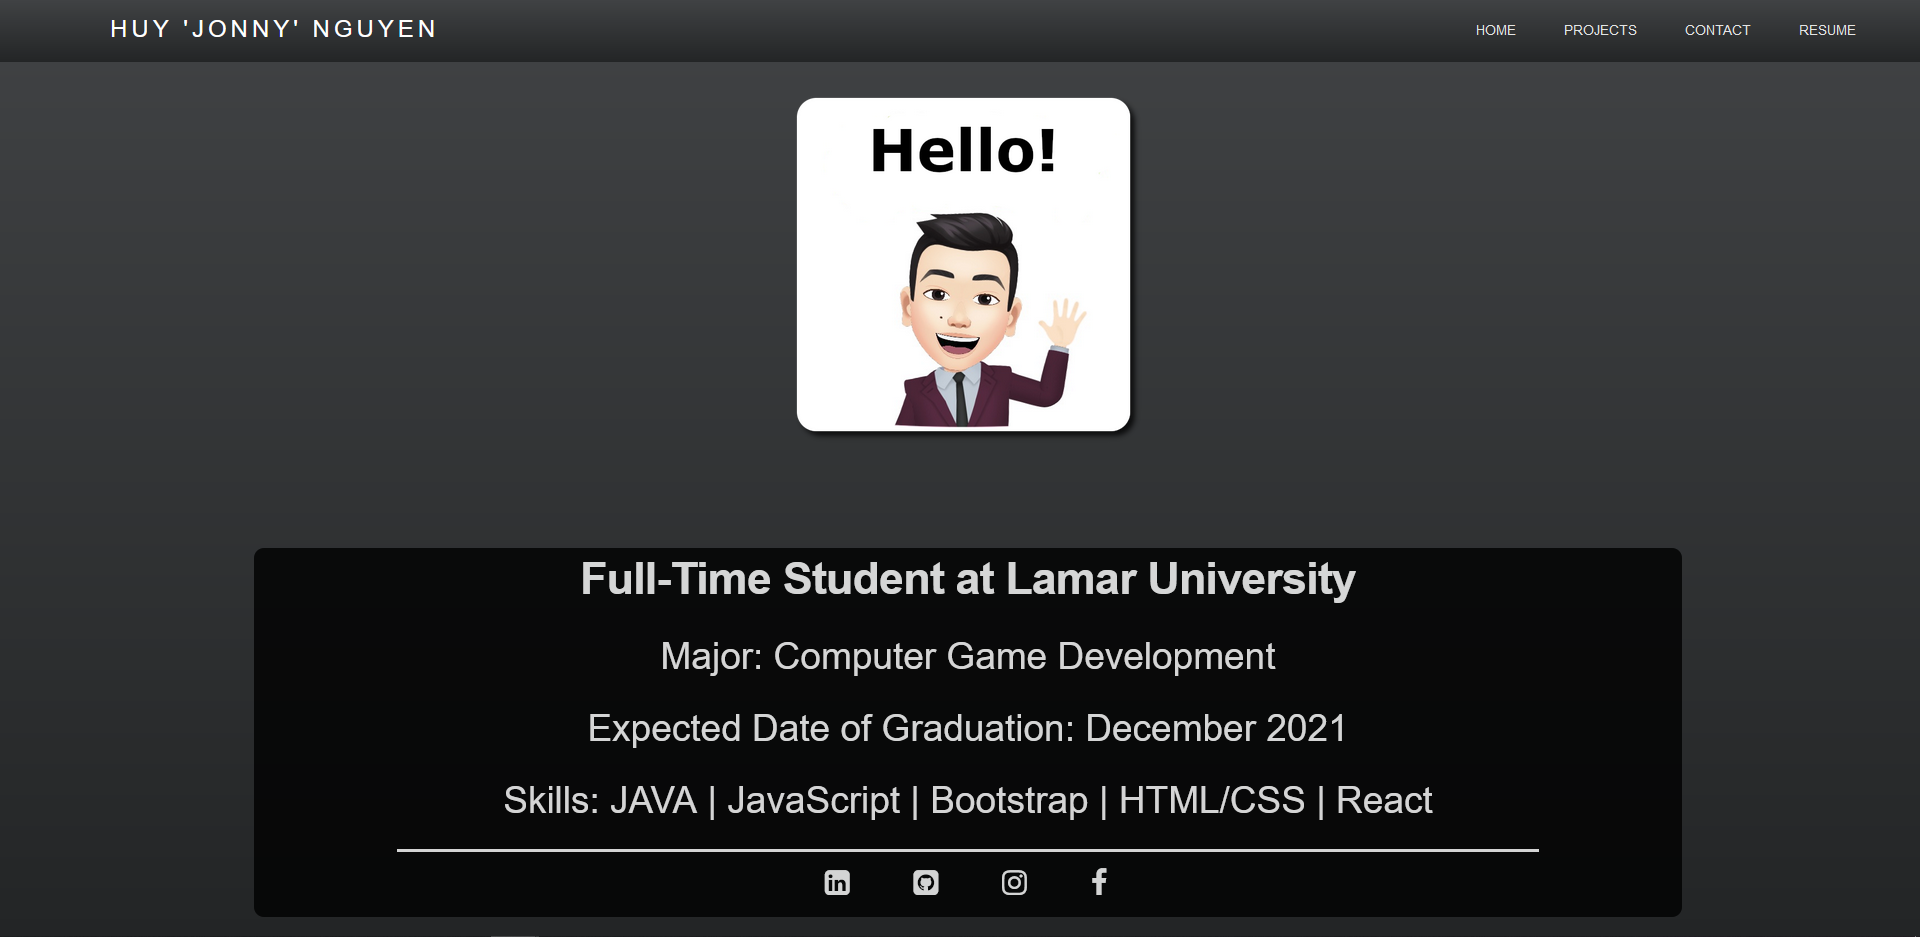 HUY 'JONNY' NGUYEN
HOME PROJECTS CONTACT RESUME
Hello!
Full-Time Student at Lamar University
Major: Computer Game Development
Expected Date of Graduation: December 2021
Skills: JAVA | JavaScript | Bootstrap | HTML/CSS | React